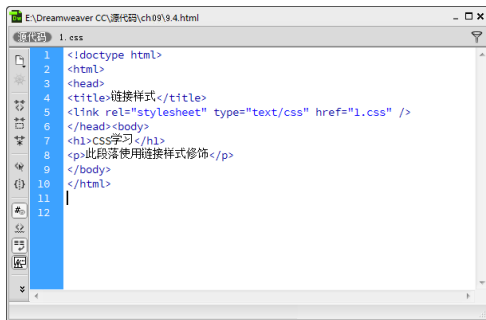 E:\Dreamweaver CC\源代码\ch09\9.4.html
源代码 1.css
1 <!doctype html>
2 <html>
3 <head>
4 <title>链接样式</title>
5 <link rel="stylesheet" type="text/css" href="1.css" />
6 </head><body>
7 <h1>CSS学习</h1>
8 <p>此段落使用链接样式修饰</p>
9 </body>
10 </html>
11
12